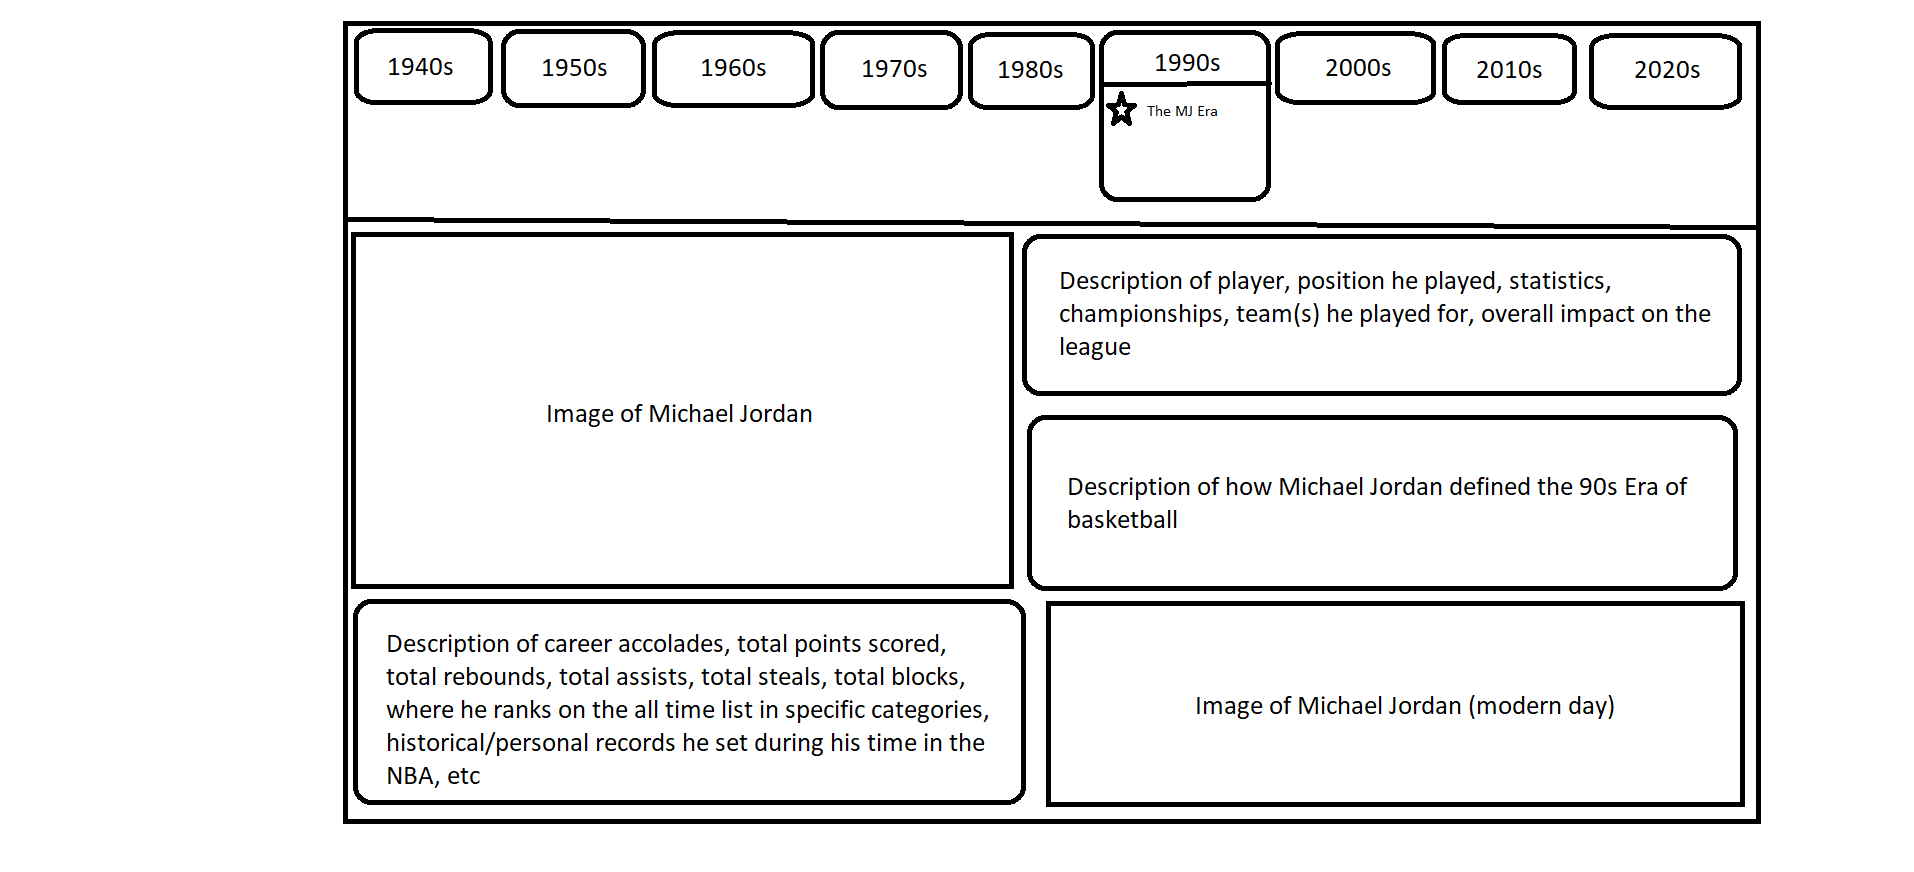 1940s
1950s
1960s
1970s
1980s
1990s
2000s
2010s
2020s
The MJ Era
Image of Michael Jordan
Description of player, position he played, statistics,
championships, team(s) he played for, overall impact on the
league
Description of how Michael Jordan defined the 90s Era of
basketball
Description of career accolades, total points scored,
total rebounds, total assists, total steals, total blocks,
where he ranks on the all time list in specific categories,
historical/personal records he set during his time in the
NBA, etc
Image of Michael Jordan (modern day)